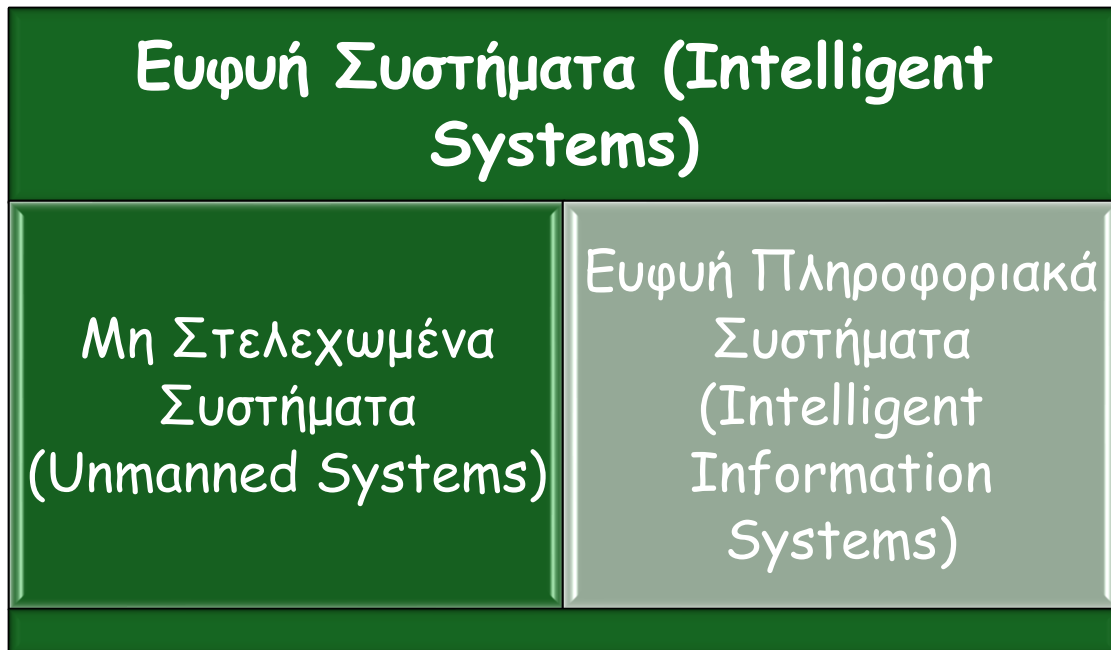 Ευφυή Συστήματα (Intelligent
Systems)
Μη Στελεχωμένα
Συστήματα
(Unmanned Systems)
Ευφυή Πληροφοριακά
Συστήματα
(Intelligent
Information
Systems)